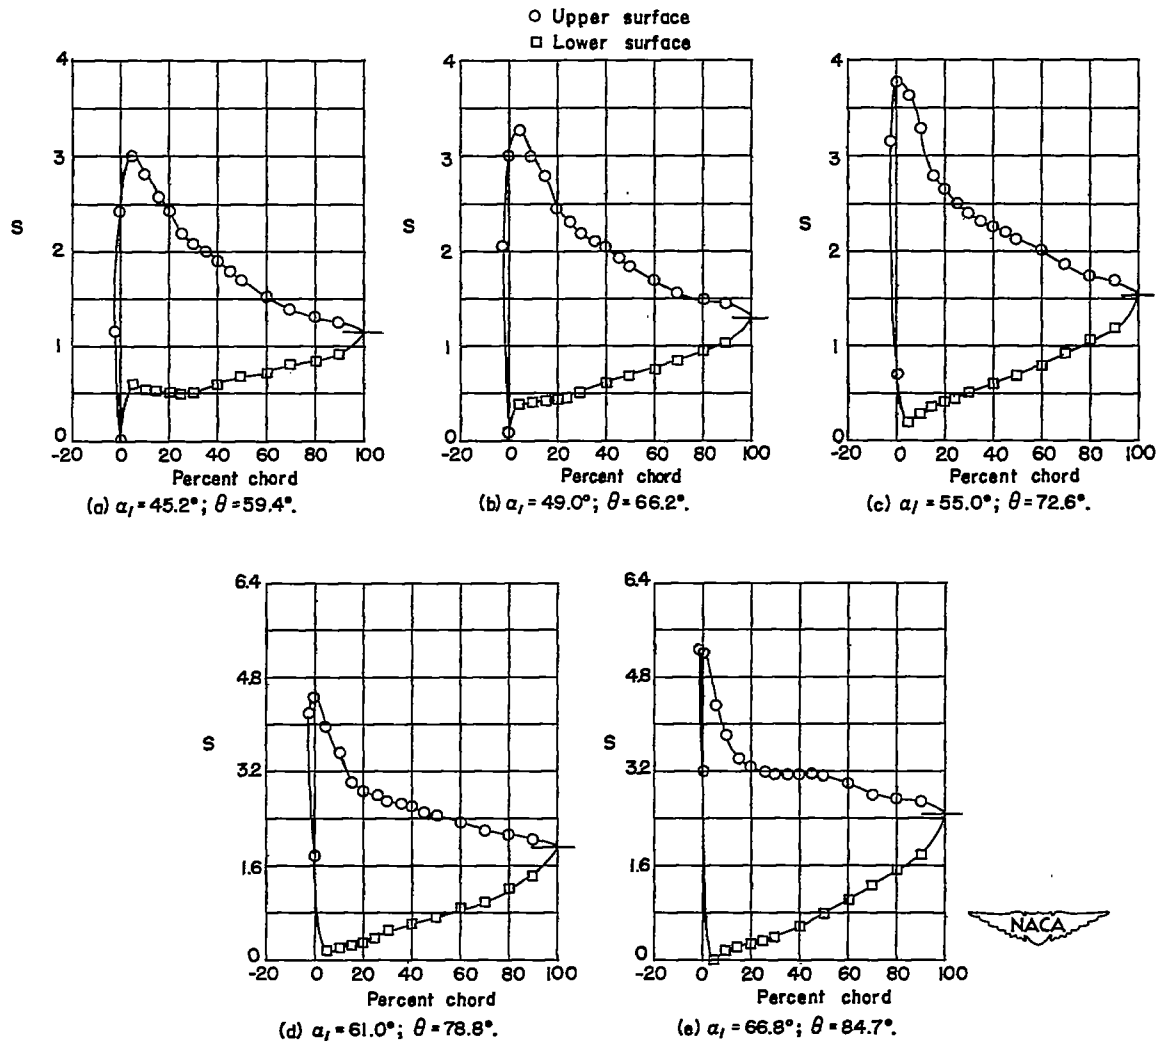 ○ Upper surface
□ Lower surface
4
3
S
2
1
0
-20 0 20 40 60 80 100
Percent chord
(a) α₁=45.2°; θ=59.4°.
4
3
S
2
1
0
-20 0 20 40 60 80 100
Percent chord
(b) α₁=49.0°; θ=66.2°.
4
3
S
2
1
0
-20 0 20 40 60 80 100
Percent chord
(c) α₁=55.0°; θ=72.6°.
6.4
4.8
S
3.2
1.6
0
-20 0 20 40 60 80 100
Percent chord
(d) α₁=61.0°; θ=78.8°.
6.4
4.8
S
3.2
1.6
0
-20 0 20 40 60 80 100
Percent chord
(e) α₁=66.8°; θ=84.7°.
NACA